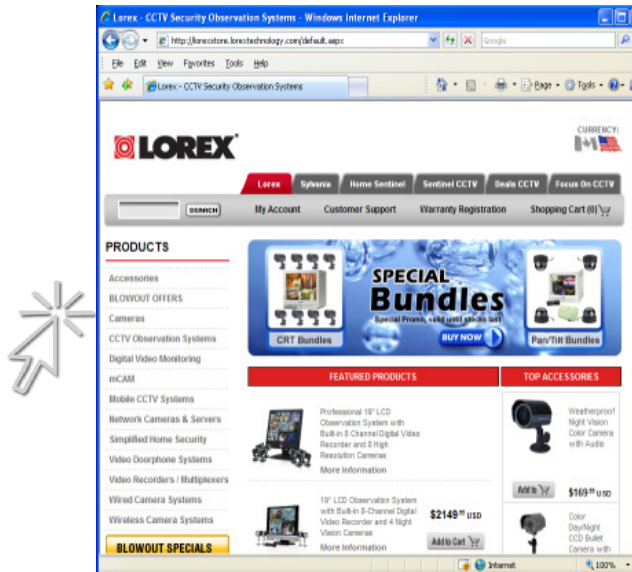 Lorex - CCTV Security Observation Systems - Windows Internet Explorer
http://lorexstore.lorextechnology.com/default.aspx
Google
File Edit View Favorites Tools Help
Lorex - CCTV Security Observation Systems
Page Tools
LOREX
CURRENCY:
Lorex Sylvania Home Sentinel Sentinel CCTV Deals CCTV Focus On CCTV
SEARCH My Account Customer Support Warranty Registration Shopping Cart (0)
PRODUCTS
Accessories
BLOWOUT OFFERS
Cameras
CCTV Observation Systems
Digital Video Monitoring
mCAM
Mobile CCTV Systems
Network Cameras & Servers
Simplified Home Security
Video Doorphone Systems
Video Recorders / Multiplexers
Wired Camera Systems
Wireless Camera Systems
BLOWOUT SPECIALS
SPECIAL
Bundles
Special Promo, valid until stocks last
BUY NOW
CRT Bundles
Pan/Tilt Bundles
FEATURED PRODUCTS
Professional 19" LCD
Observation System with
Built-in 8 Channel Digital Video
Recorder and 8 High
Resolution Cameras
More Information
19" LCD Observation System
with Built-in 8-Channel Digital
Video Recorder and 4 Night
Vision Cameras
More Information
$2149.99 USD
Add to Cart
TOP ACCESSORIES
Weatherproof
Night Vision
Color Camera
with Audio
Add to
$169.99 USD
Color
Day/Night
CCD Bullet
Camera with
Internet
100%